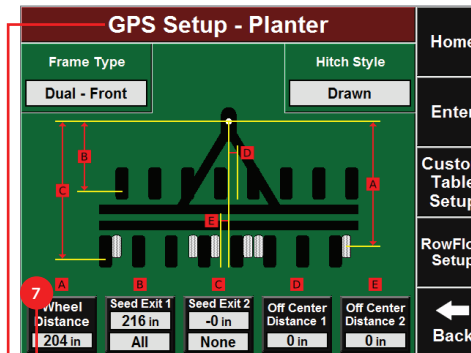 GPS Setup - Planter
Home
Frame Type
Dual - Front
Hitch Style
Drawn
Enter
B
D
C
A
E
Table
Setup
Setup
A
B
C
D
E
7
Wheel
Distance
204 in
Seed Exit 1
216 in
All
Seed Exit 2
-0 in
None
Off Center
Distance 1
0 in
Off Center
Distance 2
0 in
Back